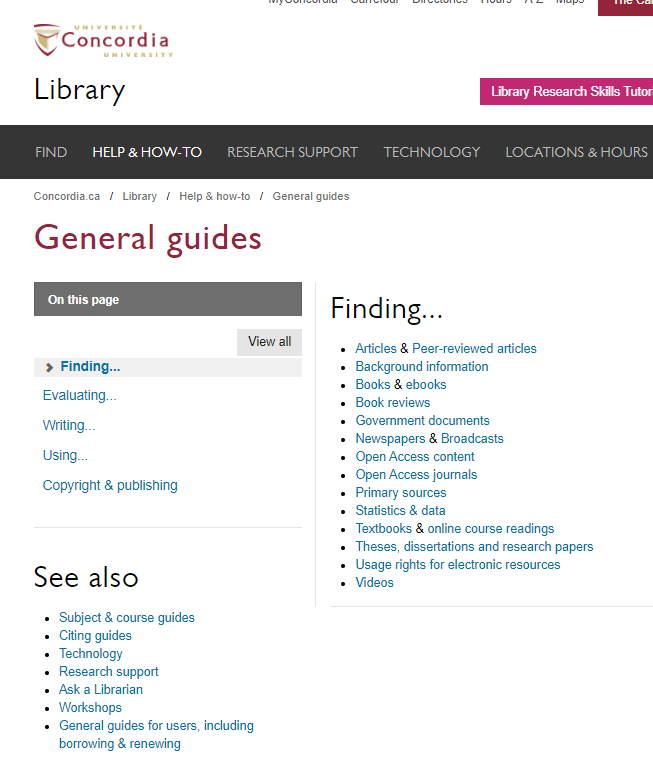 MyConcordia Carrefour Directories Hours A-Z Maps
UNIVERSITÉ
Concordia
UNIVERSITY
Library
Library Research Skills Tutor
FIND HELP & HOW-TO RESEARCH SUPPORT TECHNOLOGY LOCATIONS & HOURS
Concordia.ca / Library / Help & how-to / General guides
General guides
On this page
View all
Finding...
Evaluating...
Writing...
Using...
Copyright & publishing
See also
Subject & course guides
Citing guides
Technology
Research support
Ask a Librarian
Workshops
General guides for users, including
borrowing & renewing
Finding...
Articles & Peer-reviewed articles
Background information
Books & ebooks
Book reviews
Government documents
Newspapers & Broadcasts
Open Access content
Open Access journals
Primary sources
Statistics & data
Textbooks & online course readings
Theses, dissertations and research papers
Usage rights for electronic resources
Videos